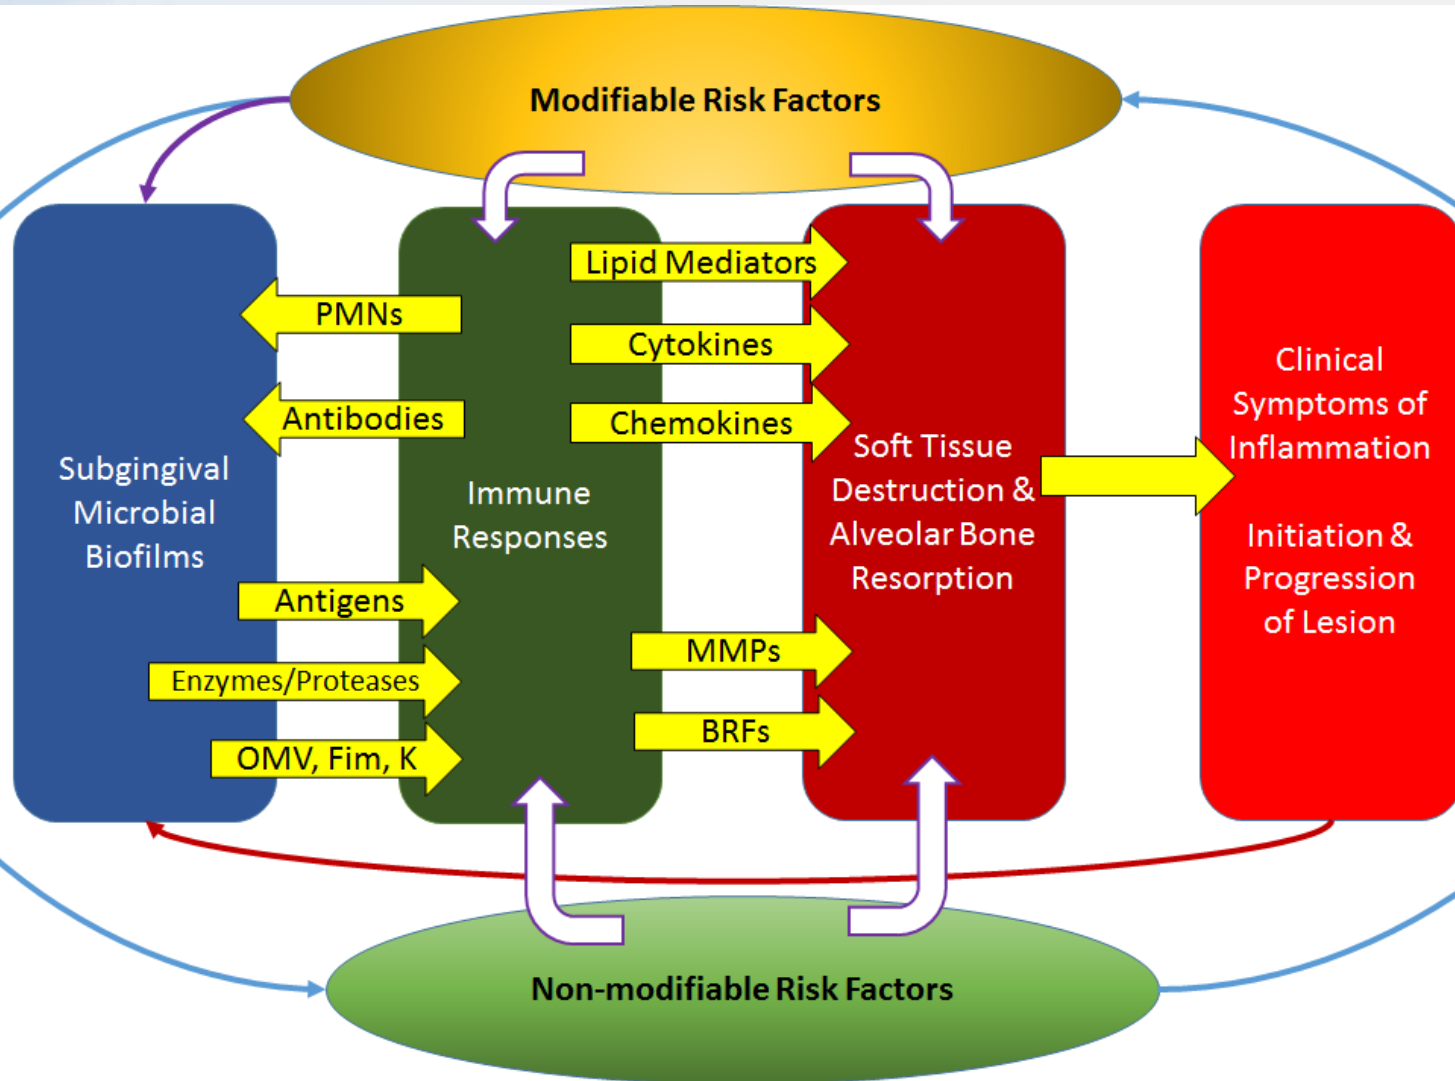 Modifiable Risk Factors
Subgingival
Microbial
Biofilms
PMNs
Antibodies
Antigens
Enzymes/Proteases
OMV, Fim, K
Immune
Responses
Lipid Mediators
Cytokines
Chemokines
MMPs
BRFs
Soft Tissue
Destruction &
Alveolar Bone
Resorption
Clinical
Symptoms of
Inflammation
Initiation &
Progression
of Lesion
Non-modifiable Risk Factors